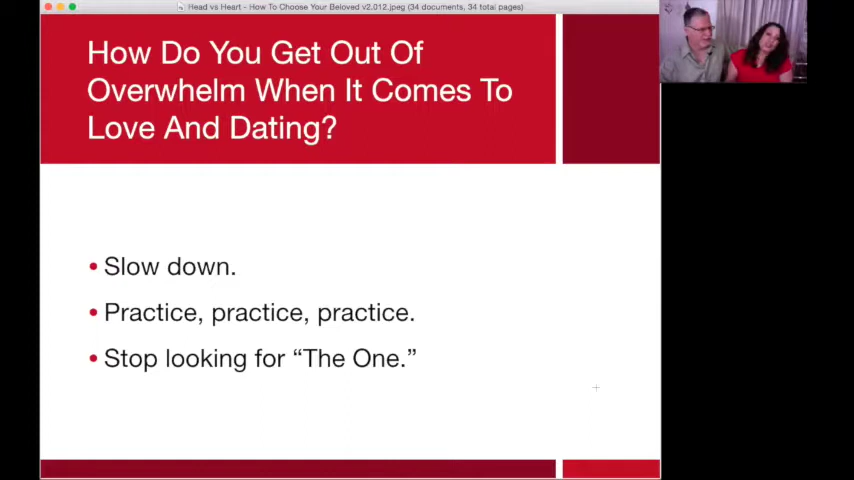 Head vs Heart - How To Choose Your Beloved v2.012.jpeg (34 documents, 34 total pages)
How Do You Get Out Of
Overwhelm When It Comes To
Love And Dating?
• Slow down.
• Practice, practice, practice.
• Stop looking for “The One.”